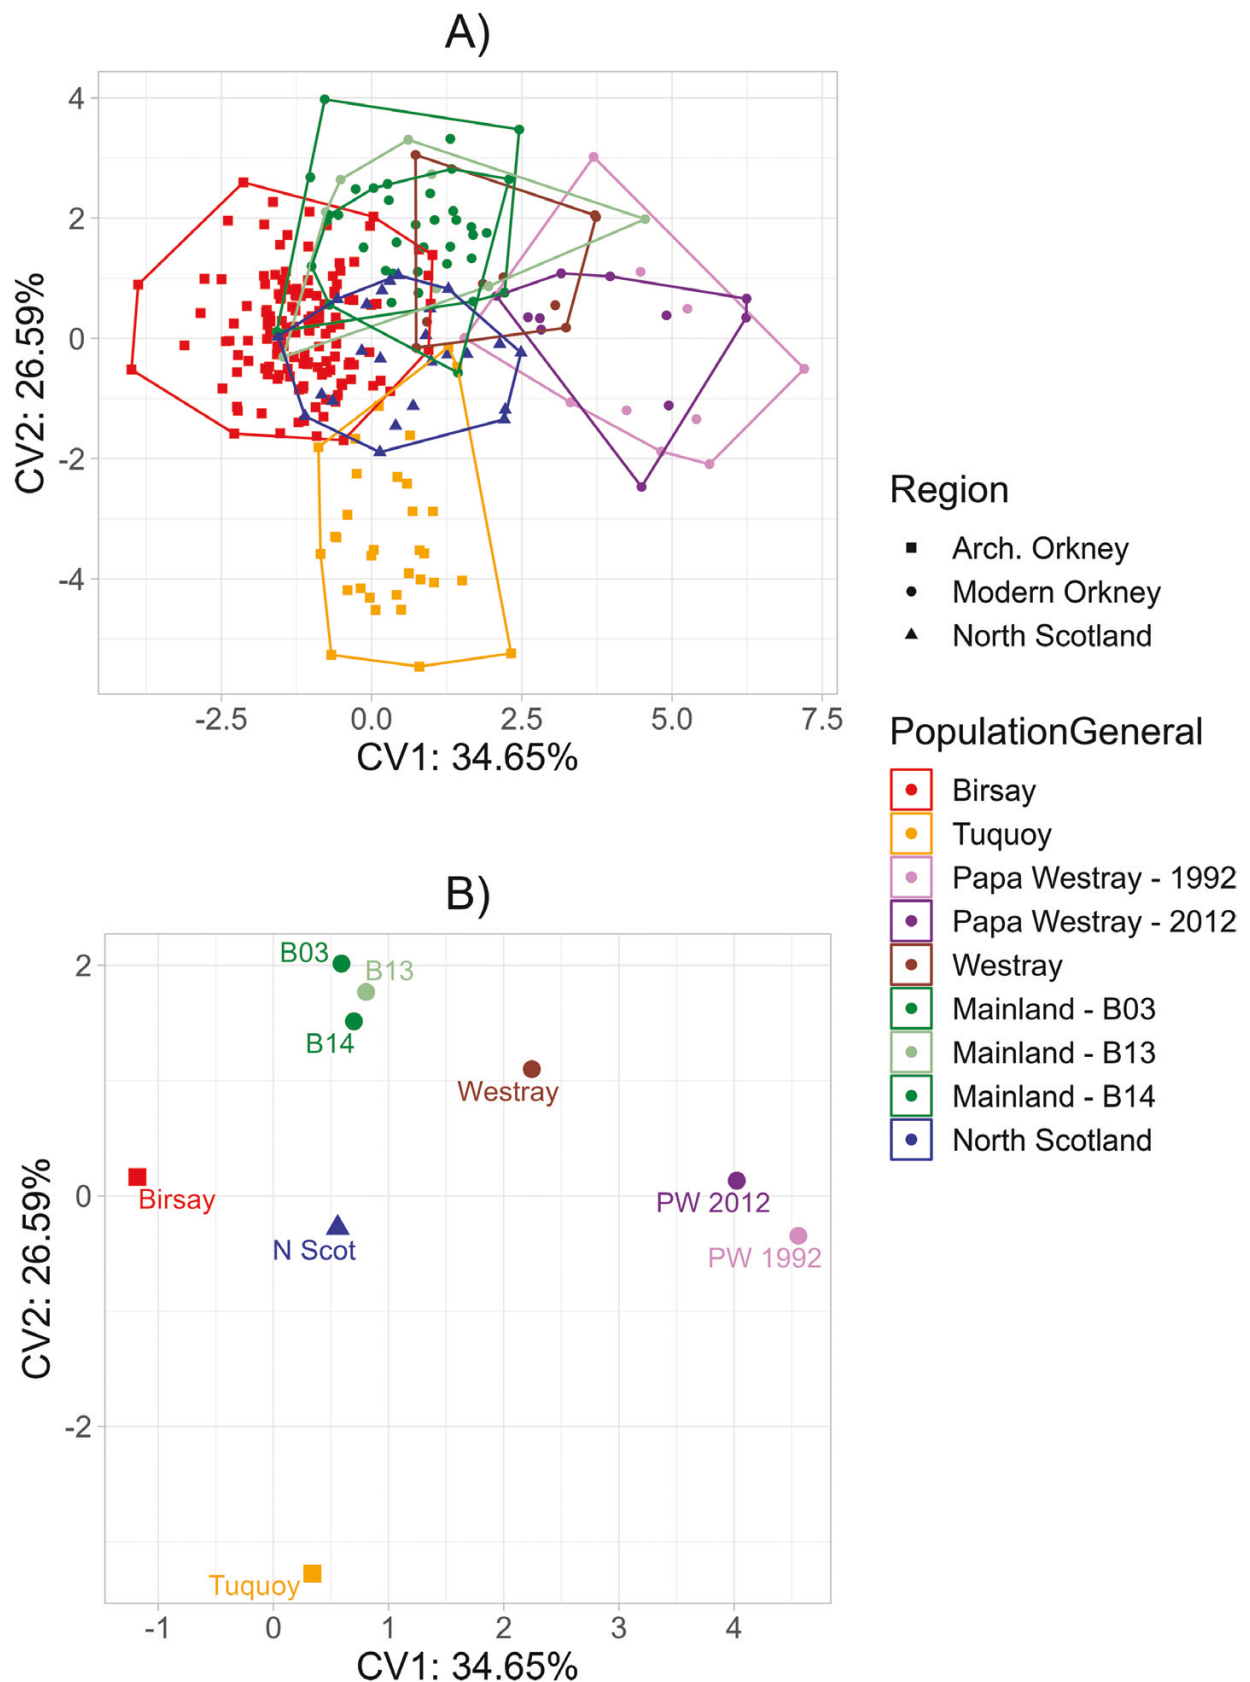 A)
4
2
0
-2
-4
CV2: 26.59%
-2.5 0.0 2.5 5.0 7.5
CV1: 34.65%
Region
Arch. Orkney
Modern Orkney
North Scotland
PopulationGeneral
Birsay
Tuquoy
Papa Westray - 1992
Papa Westray - 2012
Westray
Mainland - B03
Mainland - B13
Mainland - B14
North Scotland
B)
2
0
-2
CV2: 26.59%
B03
B13
B14
Westray
Birsay
PW 2012
N Scot
PW 1992
Tuquoy
-1 0 1 2 3 4
CV1: 34.65%